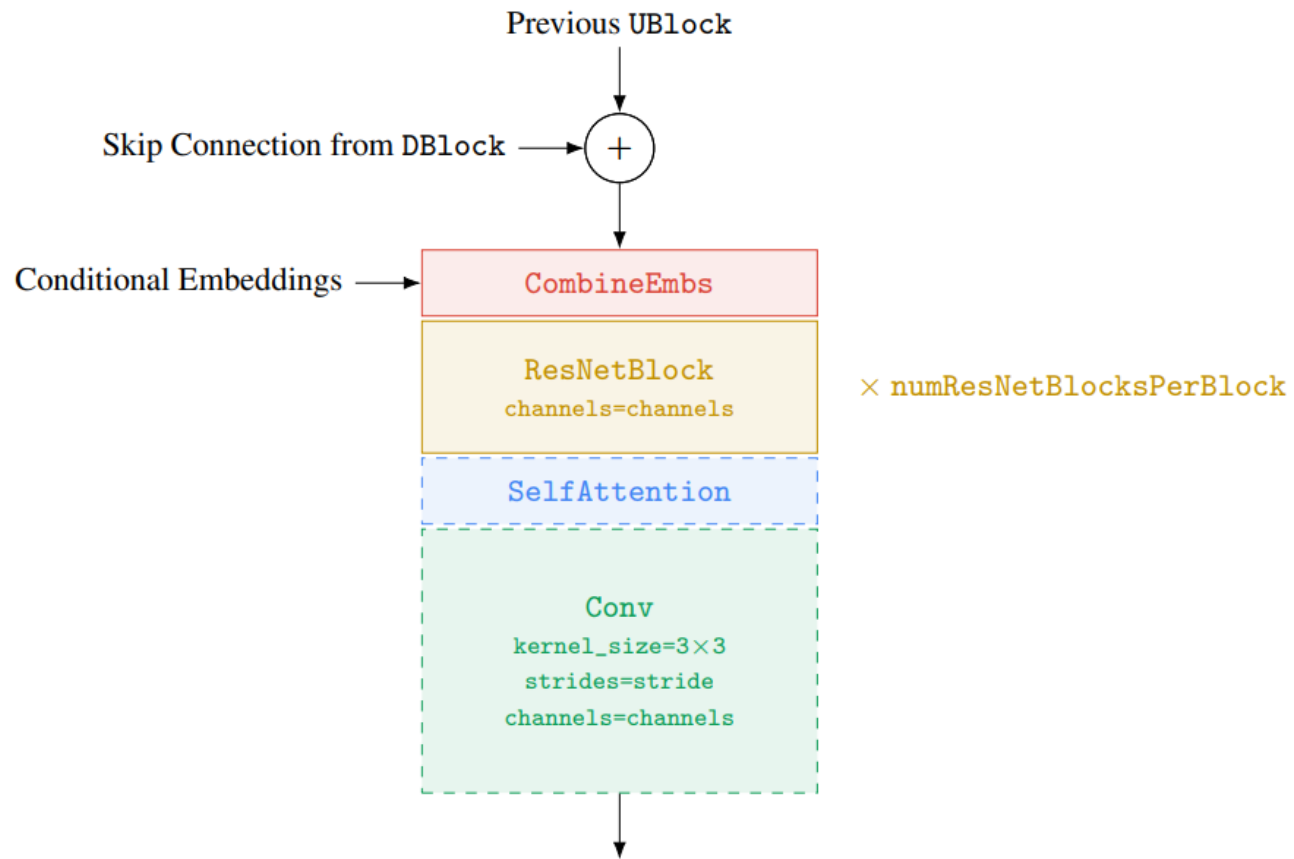 Previous UBlock
Skip Connection from DBlock
+
Conditional Embeddings
CombineEmbs
ResNetBlock
channels=channels
× numResNetBlocksPerBlock
SelfAttention
Conv
kernel_size=3×3
strides=stride
channels=channels